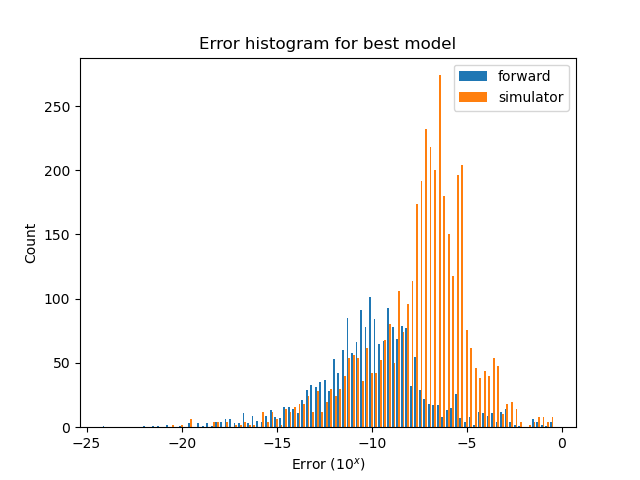 Error histogram for best model
forward
simulator
Count
250
200
150
100
50
0
−25 −20 −15 −10 −5 0
Error (10^x)